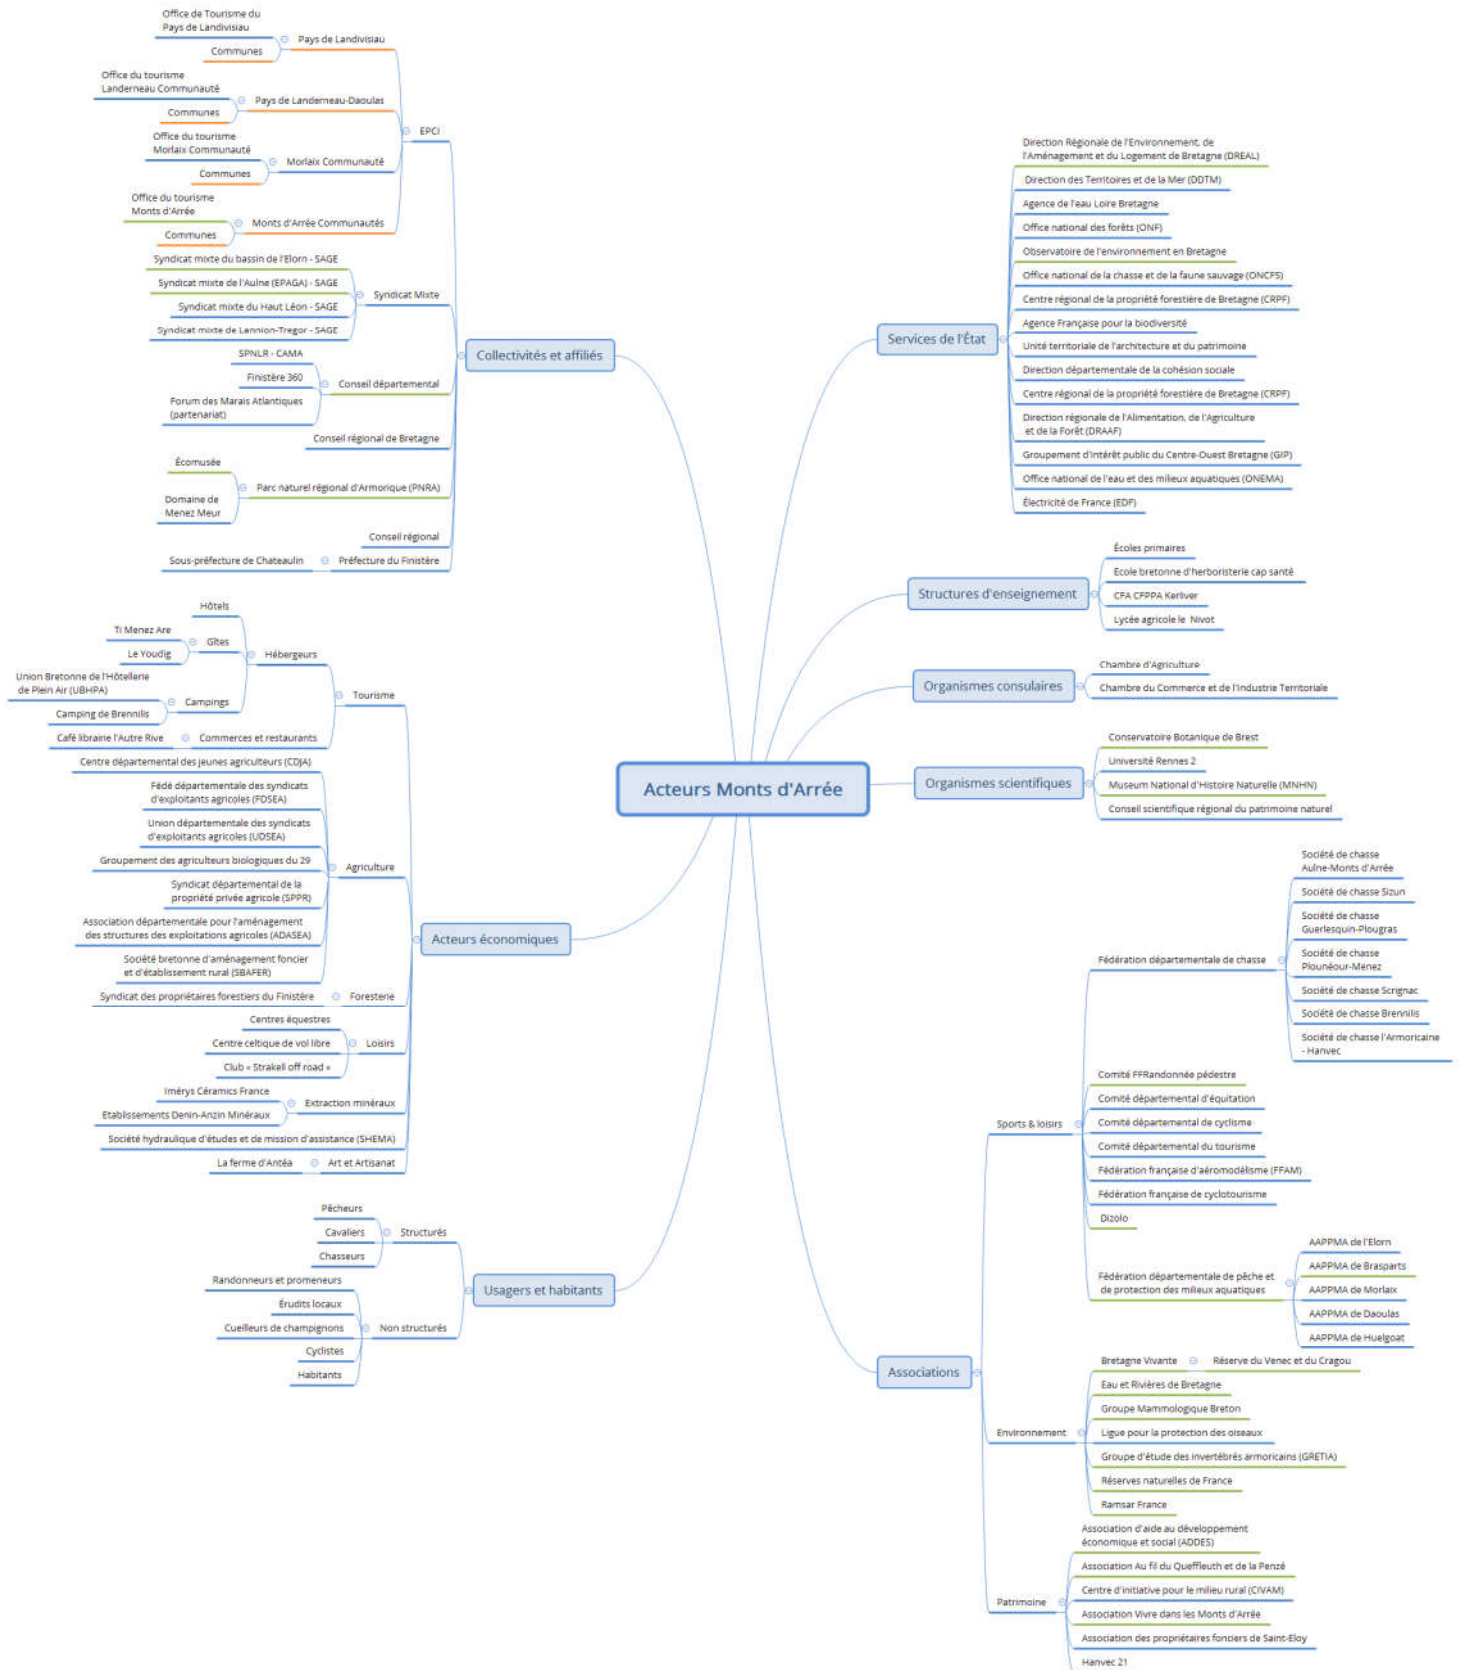 Office de Tourisme du
Pays de Landivisiau
Communes
Pays de Landivisiau
Office du tourisme
Landerneau Communauté
Communes
Pays de Landerneau-Daoulas
Office du tourisme
Morlaix Communauté
Communes
Morlaix Communauté
Office du tourisme
Monts d'Arrée
Communes
Monts d'Arrée Communautés
EPCI
Syndicat mixte du bassin de l'Elorn - SAGE
Syndicat mixte de l'Aulne (EPAGA) - SAGE
Syndicat mixte du Haut Léon - SAGE
Syndicat mixte de Lannion-Tregor - SAGE
Syndicat Mixte
SPNLR - CAMA
Finistère 360
Forum des Marais Atlantiques
(partenariat)
Conseil départemental
Conseil régional de Bretagne
Écomusée
Domaine de
Menez Meur
Parc naturel régional d'Armorique (PNRA)
Conseil régional
Sous-préfecture de Chateaulin
Préfecture du Finistère
Collectivités et affiliés
Hôtels
Ti Menez Are
Le Youdig
Gîtes
Union Bretonne de l'Hôtellerie
de Plein Air (UBHPA)
Camping de Brennilis
Campings
Hébergeurs
Café librairie l'Autre Rive
Commerces et restaurants
Tourisme
Centre départemental des jeunes agriculteurs (CDJA)
Fédé départementale des syndicats
d'exploitants agricoles (FDSEA)
Union départementale des syndicats
d'exploitants agricoles (UDSEA)
Groupement des agriculteurs biologiques du 29
Syndicat départemental de la
propriété privée agricole (SPPR)
Association départementale pour l'aménagement
des structures des exploitations agricoles (ADASEA)
Société bretonne d'aménagement foncier
et d'établissement rural (SBAFER)
Agriculture
Syndicat des propriétaires forestiers du Finistère
Foresterie
Centres équestres
Centre celtique de vol libre
Club « Strakell off road »
Loisirs
Imérys Céramics France
Etablissements Denin-Anzin Minéraux
Extraction minéraux
Société hydraulique d'études et de mission d'assistance (SHEMA)
La ferme d'Antéa
Art et Artisanat
Acteurs économiques
Pêcheurs
Cavaliers
Chasseurs
Structurés
Randonneurs et promeneurs
Érudits locaux
Cueilleurs de champignons
Cyclistes
Habitants
Non structurés
Usagers et habitants
Acteurs Monts d'Arrée
Services de l'État
Direction Régionale de l'Environnement, de
l'Aménagement et du Logement de Bretagne (DREAL)
Direction des Territoires et de la Mer (DDTM)
Agence de l'eau Loire Bretagne
Office national des forêts (ONF)
Observatoire de l'environnement en Bretagne
Office national de la chasse et de la faune sauvage (ONCFS)
Centre régional de la propriété forestière de Bretagne (CRPF)
Agence Française pour la biodiversité
Unité territoriale de l'architecture et du patrimoine
Direction départementale de la cohésion sociale
Centre régional de la propriété forestière de Bretagne (CRPF)
Direction régionale de l'Alimentation, de l'Agriculture
et de la Forêt (DRAAF)
Groupement d'intérêt public du Centre-Ouest Bretagne (GIP)
Office national de l'eau et des milieux aquatiques (ONEMA)
Électricité de France (EDF)
Structures d'enseignement
Écoles primaires
Ecole bretonne d'herboristerie cap santé
CFA CFPPA Kerliver
Lycée agricole le Nivot
Organismes consulaires
Chambre d'Agriculture
Chambre du Commerce et de l'Industrie Territoriale
Organismes scientifiques
Conservatoire Botanique de Brest
Université Rennes 2
Museum National d'Histoire Naturelle (MNHN)
Conseil scientifique régional du patrimoine naturel
Associations
Sports & loisirs
Fédération départementale de chasse
Société de chasse
Aulne-Monts d'Arrée
Société de chasse Sizun
Société de chasse
Guerlesquin-Plougras
Société de chasse
Plounéour-Menez
Société de chasse Scrignac
Société de chasse Brennilis
Société de chasse l'Armoricaine
- Hanvec
Comité FFRandonnée pédestre
Comité départemental d'équitation
Comité départemental de cyclisme
Comité départemental du tourisme
Fédération française d'aéromodélisme (FFAM)
Fédération française de cyclotourisme
Dizolo
Fédération départementale de pêche et
de protection des milieux aquatiques
AAPPMA de l'Elorn
AAPPMA de Brasparts
AAPPMA de Morlaix
AAPPMA de Daoulas
AAPPMA de Huelgoat
Environnement
Bretagne Vivante
Réserve du Venec et du Cragou
Eau et Rivières de Bretagne
Groupe Mammologique Breton
Ligue pour la protection des oiseaux
Groupe d'étude des invertébrés armoricains (GRETIA)
Réserves naturelles de France
Ramsar France
Patrimoine
Association d'aide au développement
économique et social (ADDES)
Association Au fil du Queffleuth et de la Penzé
Centre d'initiative pour le milieu rural (CIVAM)
Association Vivre dans les Monts d'Arrée
Association des propriétaires fonciers de Saint-Eloy
Hanvec 21